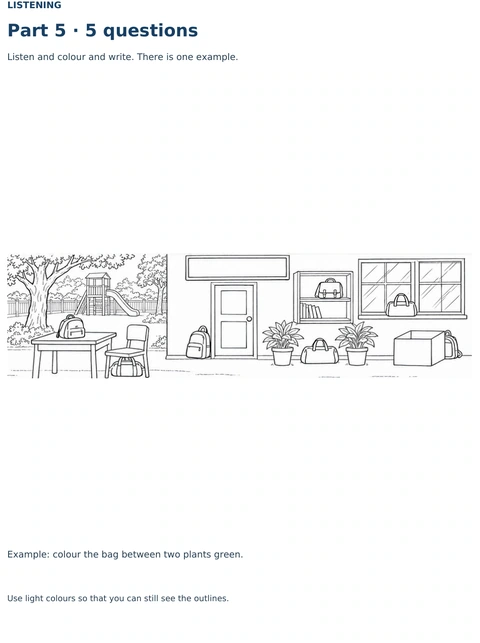 LISTENING
Part 5 · 5 questions
Listen and colour and write. There is one example.
Example: colour the bag between two plants green.
Use light colours so that you can still see the outlines.